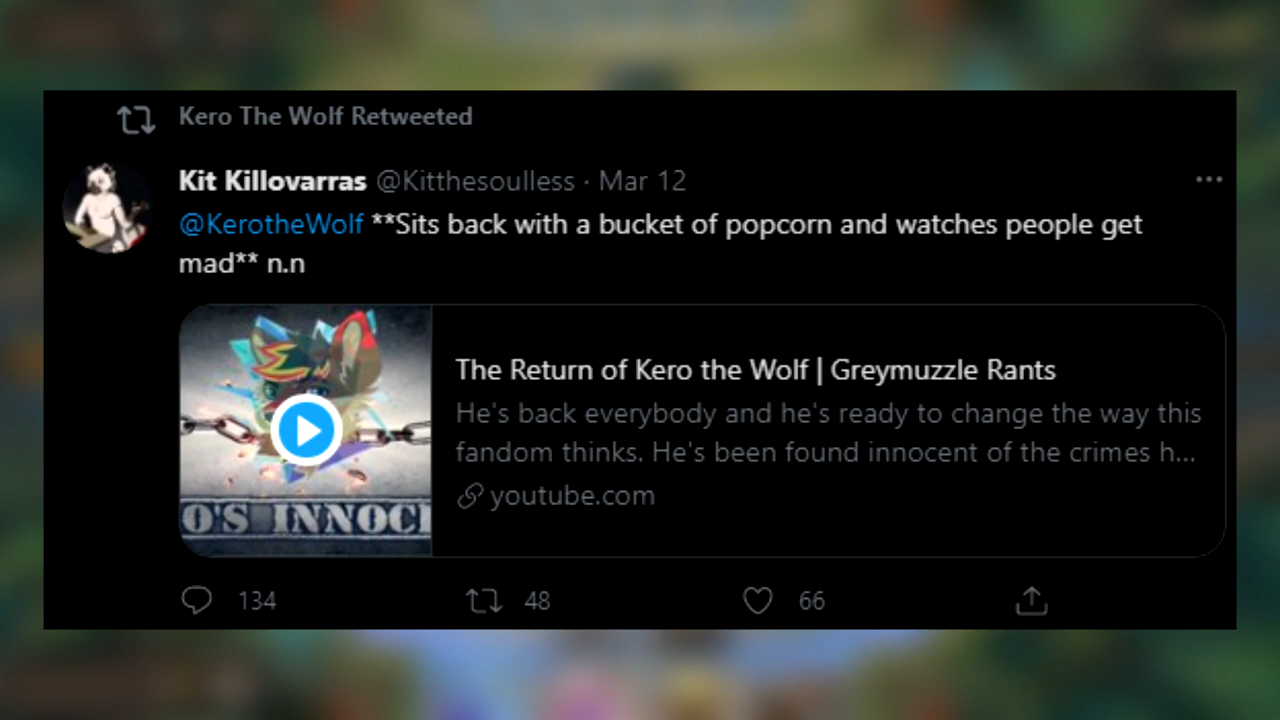 Kero The Wolf Retweeted
Kit Killovarras @Kitthesoulless · Mar 12
@KerotheWolf **Sits back with a bucket of popcorn and watches people get
mad** n.n
The Return of Kero the Wolf | Greymuzzle Rants
He's back everybody and he's ready to change the way this
fandom thinks. He's been found innocent of the crimes h...
O'S INNOC
youtube.com
134 48 66